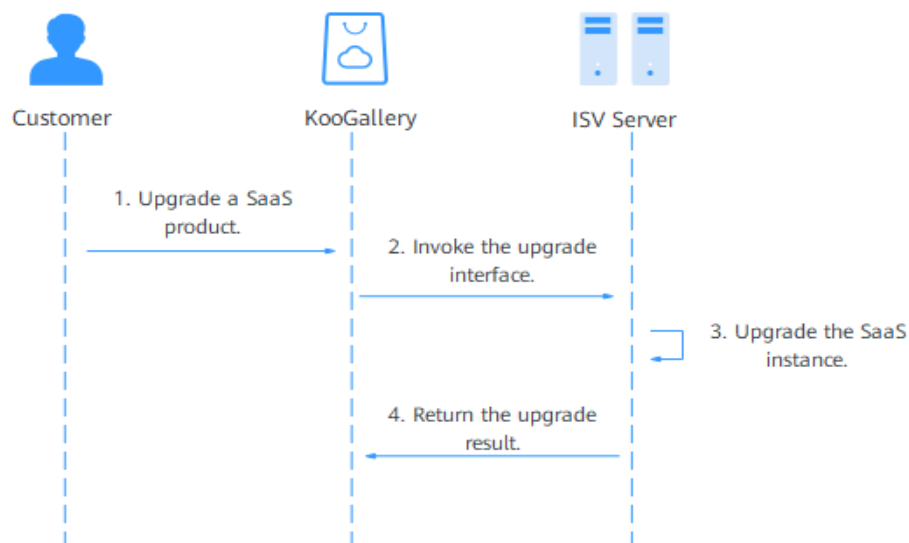 Customer
KooGallery
ISV Server
1. Upgrade a SaaS
product.
2. Invoke the upgrade
interface.
3. Upgrade the SaaS
instance.
4. Return the upgrade
result.